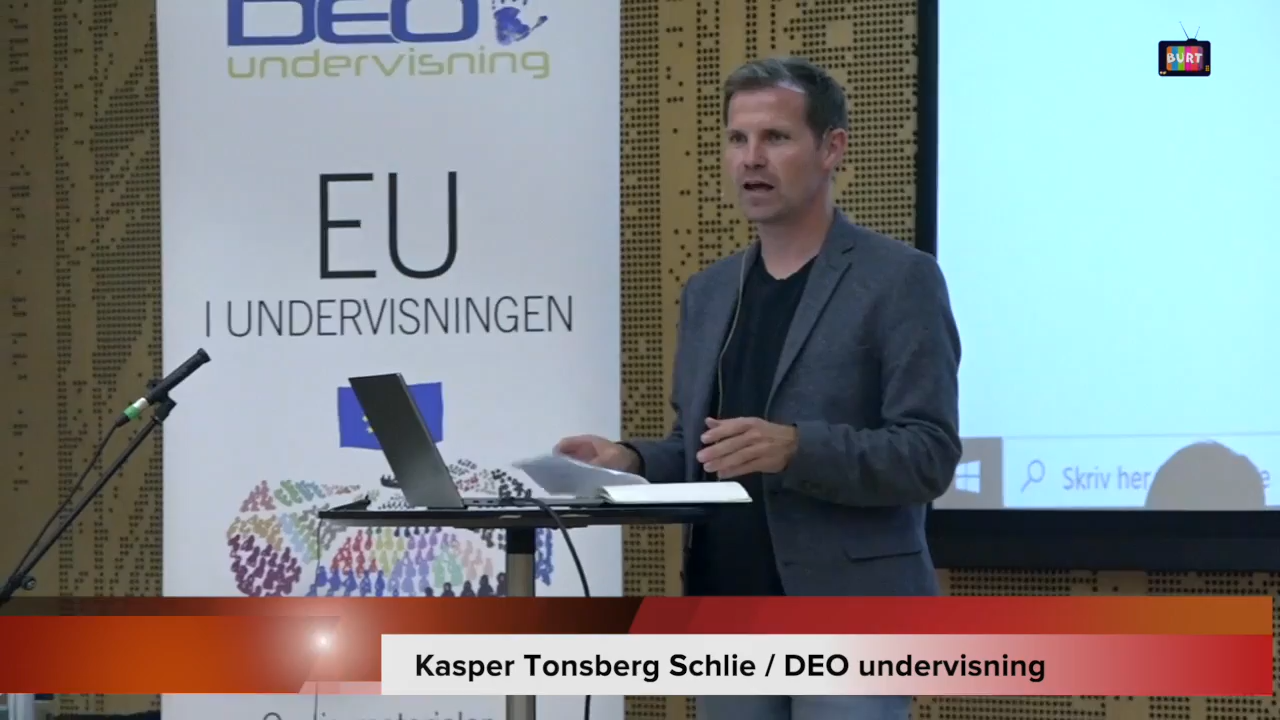 DEO
undervisning
BURT
EU
I UNDERVISNINGEN
Skriv her
Kasper Tonsberg Schlie / DEO undervisning